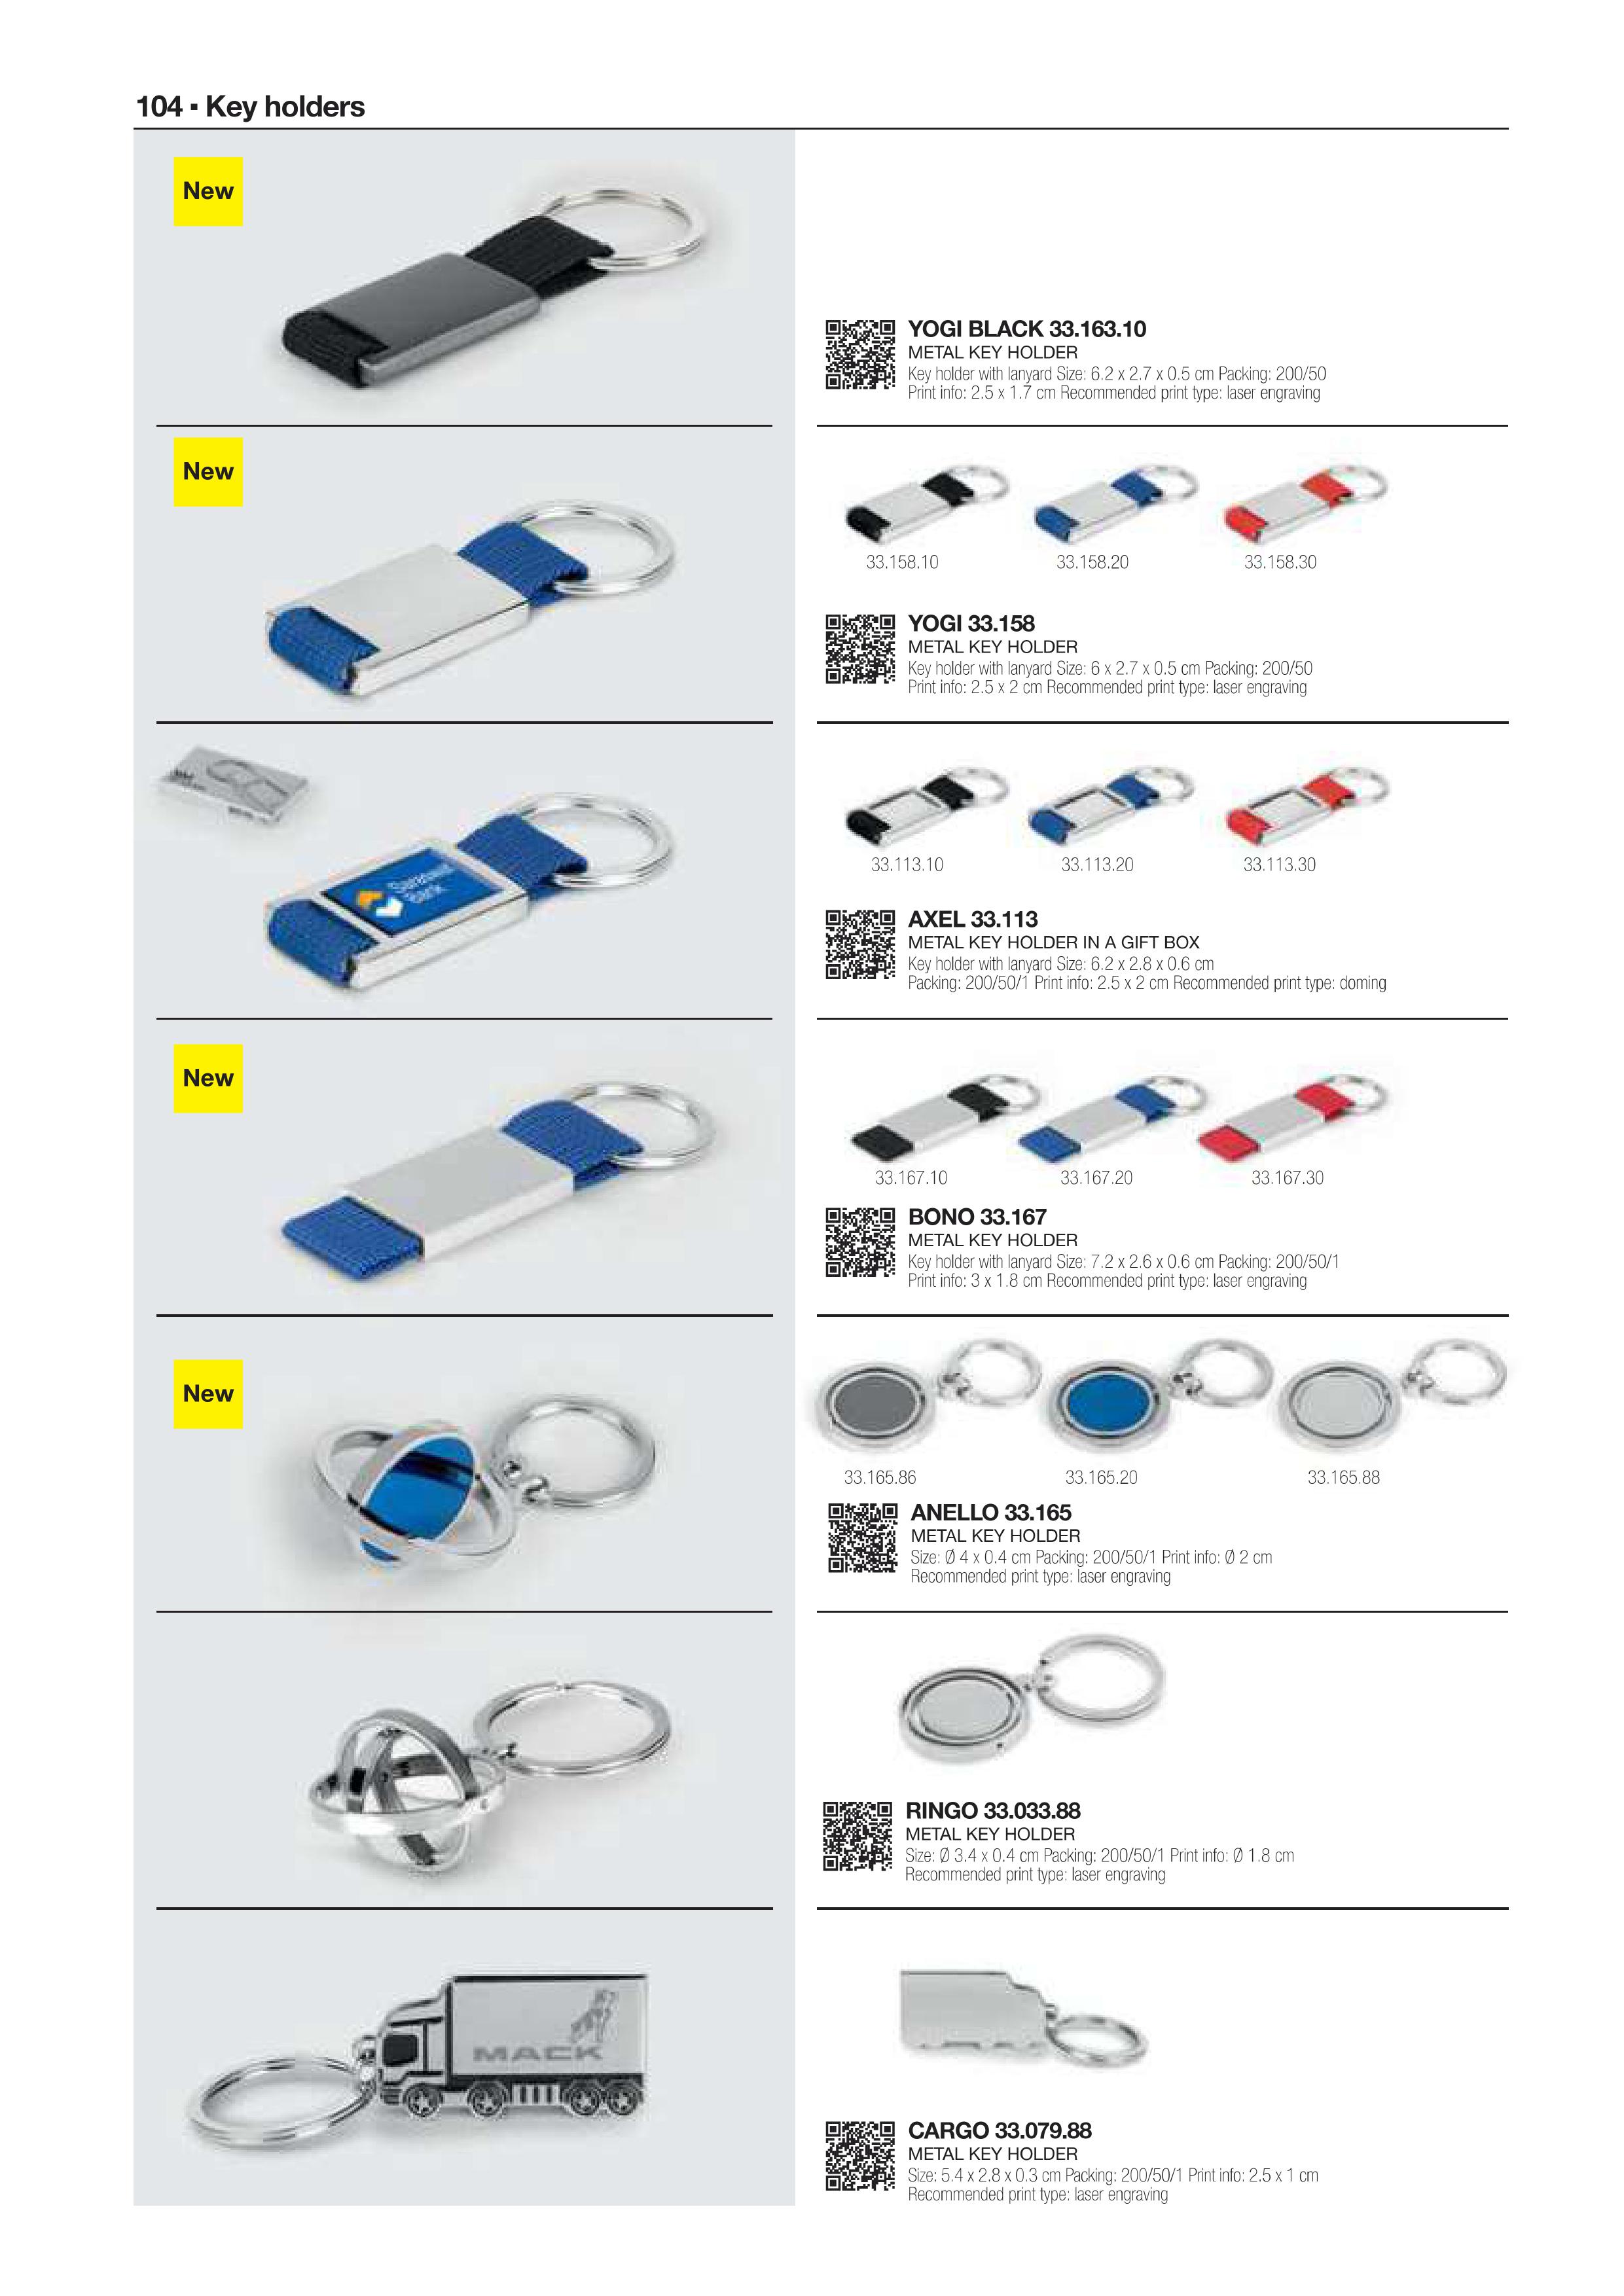 104 ▪ Key holders
New
YOGI BLACK 33.163.10
METAL KEY HOLDER
Key holder with lanyard Size: 6.2 x 2.7 x 0.5 cm Packing: 200/50
Print info: 2.5 x 1.7 cm Recommended print type: laser engraving
New
33.158.10 33.158.20 33.158.30
YOGI 33.158
METAL KEY HOLDER
Key holder with lanyard Size: 6 x 2.7 x 0.5 cm Packing: 200/50
Print info: 2.5 x 2 cm Recommended print type: laser engraving
Bank
33.113.10 33.113.20 33.113.30
AXEL 33.113
METAL KEY HOLDER IN A GIFT BOX
Key holder with lanyard Size: 6.2 x 2.8 x 0.6 cm
Packing: 200/50/1 Print info: 2.5 x 2 cm Recommended print type: doming
New
33.167.10 33.167.20 33.167.30
BONO 33.167
METAL KEY HOLDER
Key holder with lanyard Size: 7.2 x 2.6 x 0.6 cm Packing: 200/50/1
Print info: 3 x 1.8 cm Recommended print type: laser engraving
New
33.165.86 33.165.20 33.165.88
ANELLO 33.165
METAL KEY HOLDER
Size: Ø 4 x 0.4 cm Packing: 200/50/1 Print info: Ø 2 cm
Recommended print type: laser engraving
RINGO 33.033.88
METAL KEY HOLDER
Size: Ø 3.4 x 0.4 cm Packing: 200/50/1 Print info: Ø 1.8 cm
Recommended print type: laser engraving
MACK
CARGO 33.079.88
METAL KEY HOLDER
Size: 5.4 x 2.8 x 0.3 cm Packing: 200/50/1 Print info: 2.5 x 1 cm
Recommended print type: laser engraving